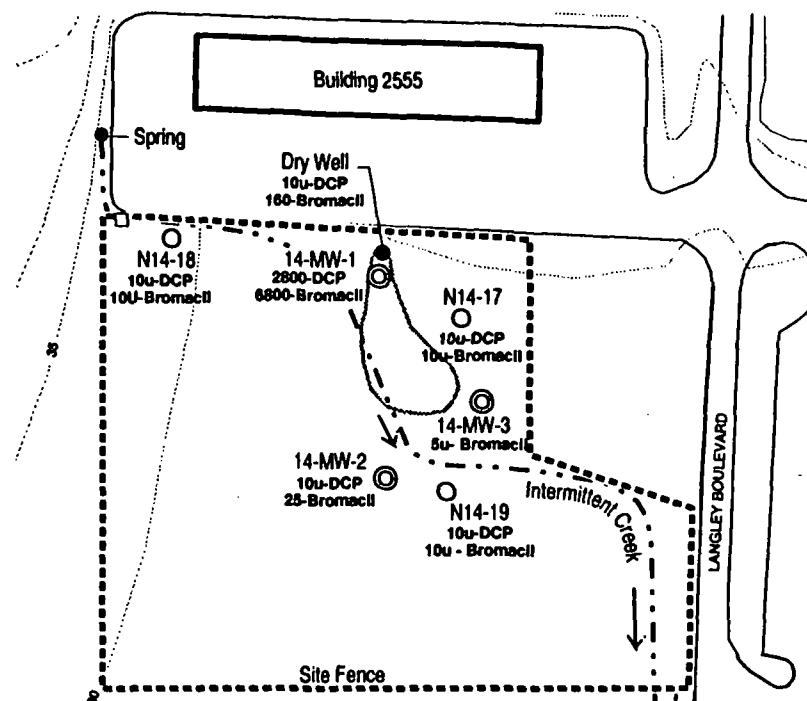 Building 2555
Spring
Dry Well
10u-DCP
160-Bromacil
N14-18
10u-DCP
10U-Bromacil
14-MW-1
2800-DCP
6800-Bromacil
N14-17
10u-DCP
10u-Bromacil
14-MW-3
5u- Bromacil
14-MW-2
10u-DCP
25-Bromacil
N14-19
10u-DCP
10u - Bromacil
Intermittent Creek
LANGLEY BOULEVARD
Site Fence